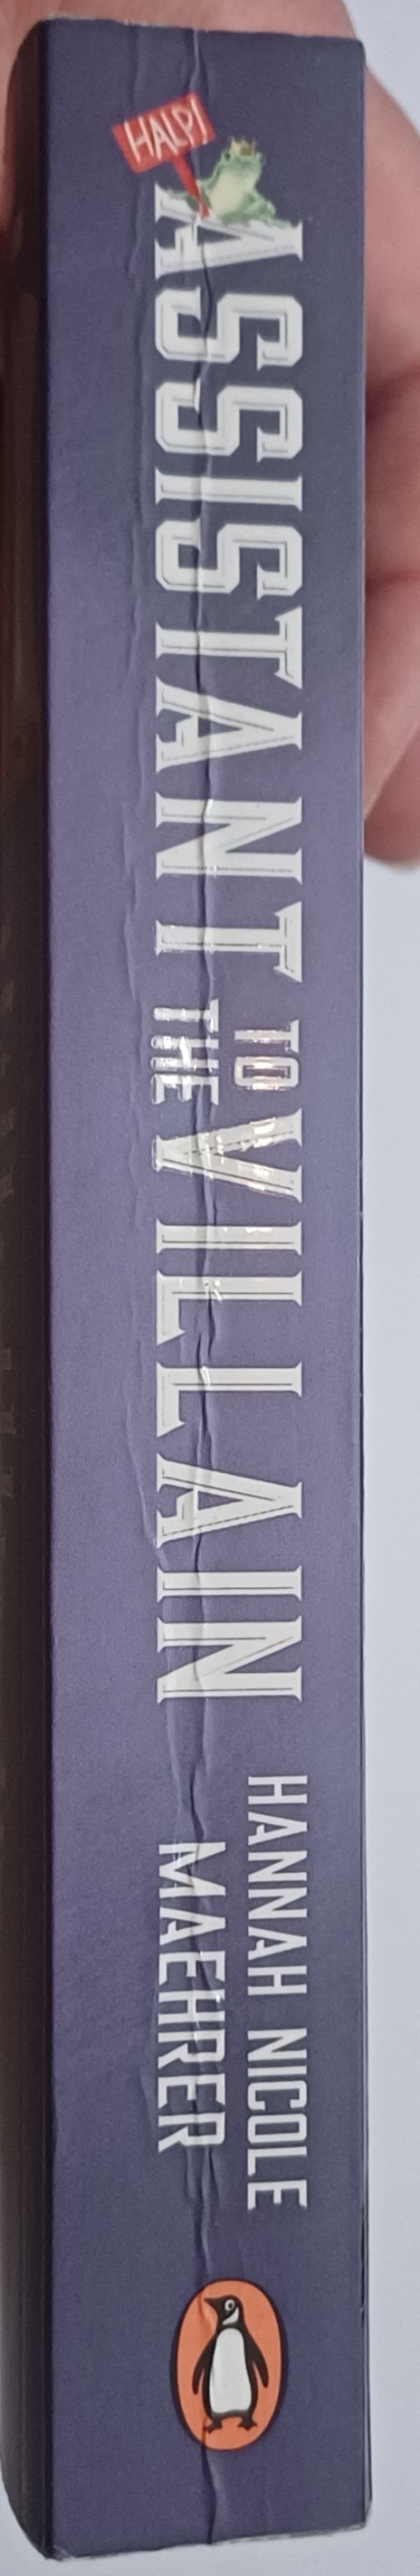 HALP!
ASSISTANT
TO
THE
VILLAIN
HANNAH NICOLE
MAEHRER